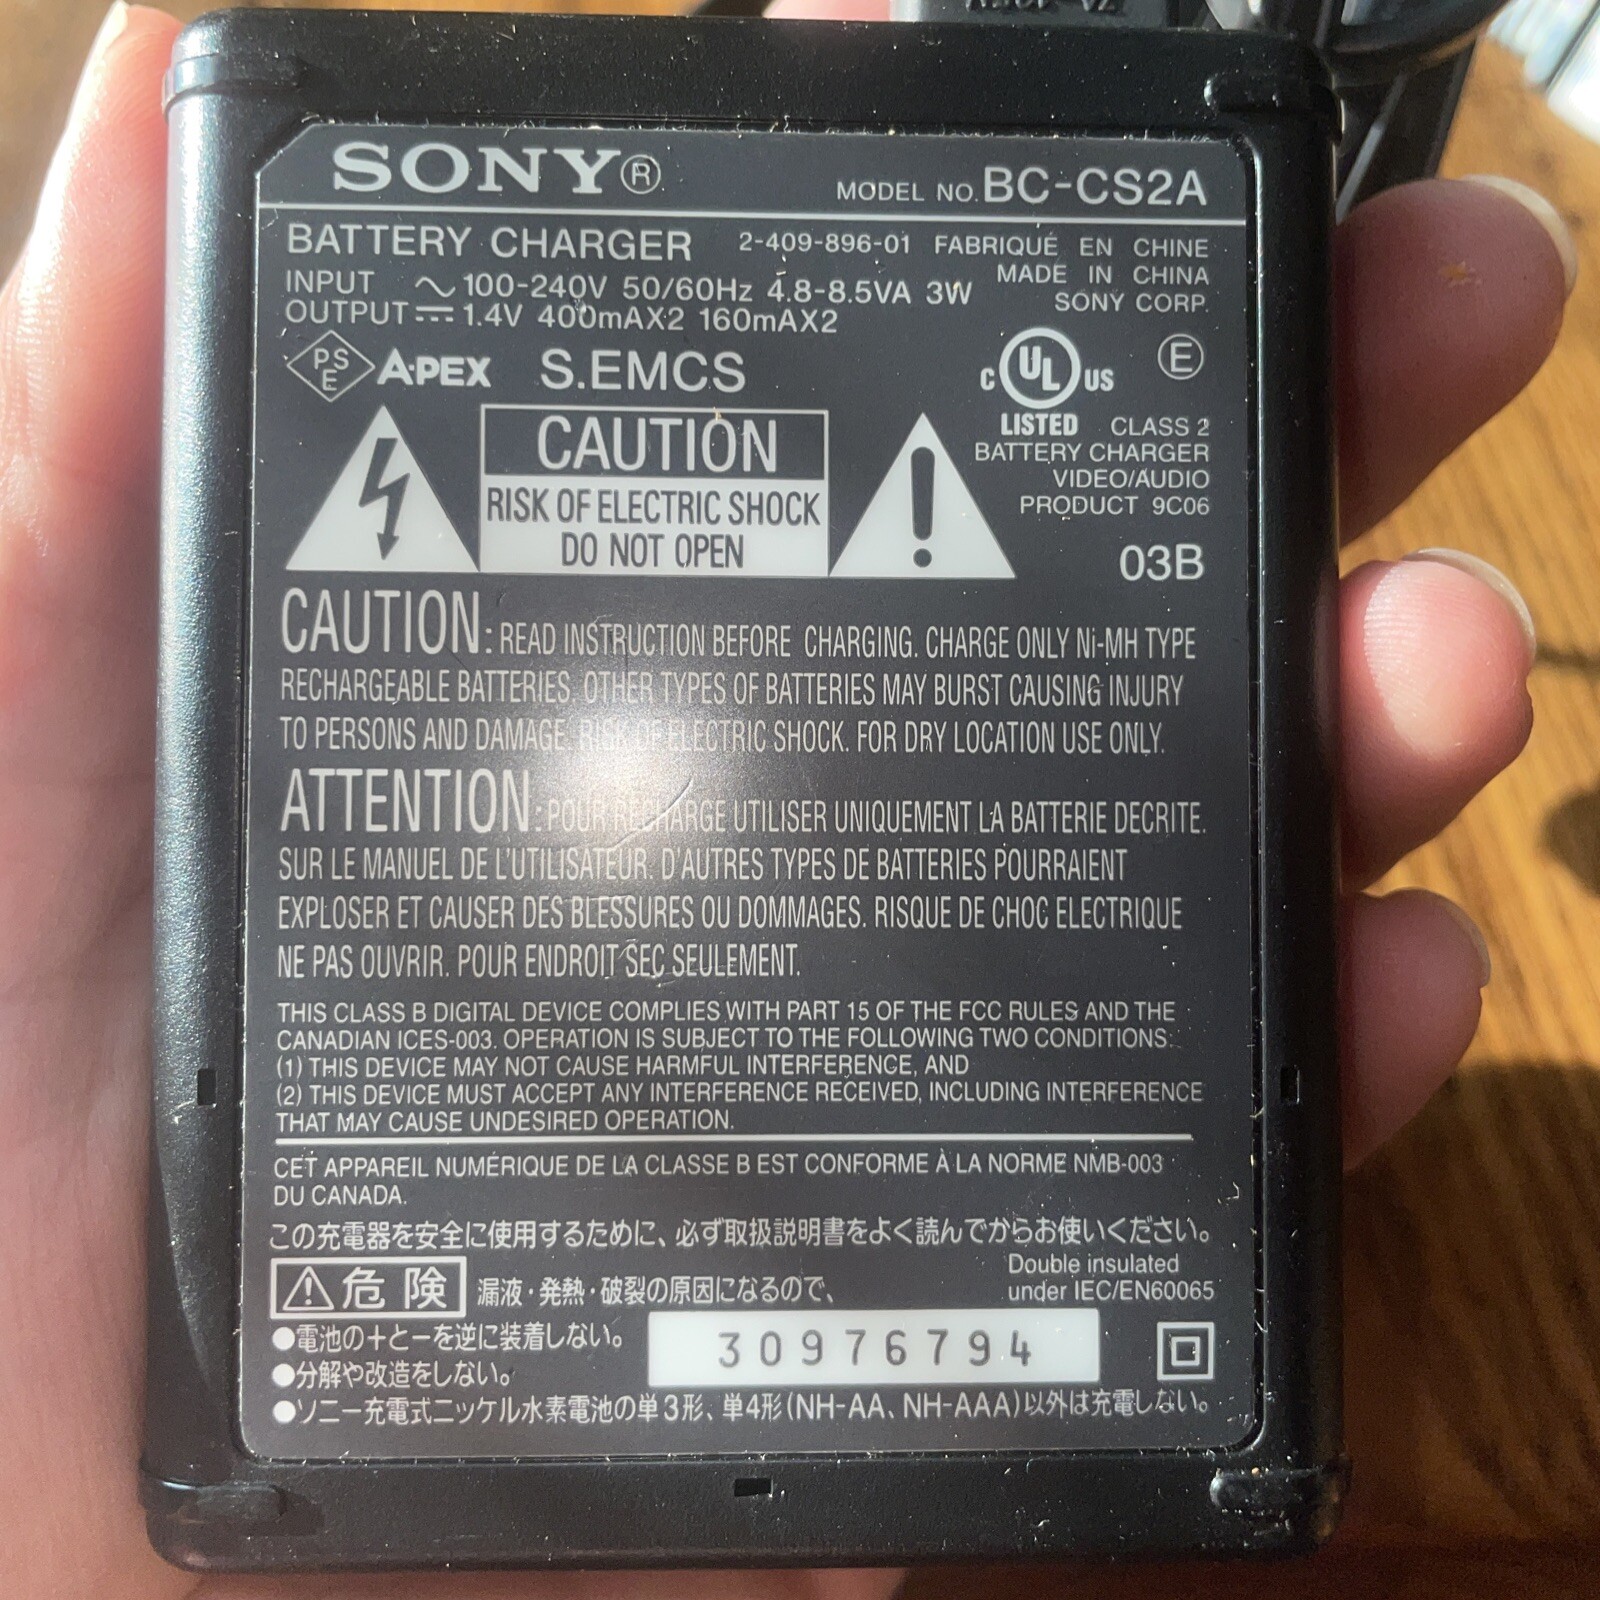 SONY®
MODEL NO. BC-CS2A
BATTERY CHARGER 2-409-896-01 FABRIQUÉ EN CHINE
MADE IN CHINA
INPUT ~ 100-240V 50/60Hz 4.8-8.5VA 3W
SONY CORP.
OUTPUT ⎓ 1.4V 400mAX2 160mAX2
PSE A·PEX S.EMCS
C UL US E
LISTED CLASS 2
BATTERY CHARGER
VIDEO/AUDIO
PRODUCT 9C06
03B
CAUTION
RISK OF ELECTRIC SHOCK
DO NOT OPEN
CAUTION: READ INSTRUCTION BEFORE CHARGING. CHARGE ONLY Ni-MH TYPE
RECHARGEABLE BATTERIES. OTHER TYPES OF BATTERIES MAY BURST CAUSING INJURY
TO PERSONS AND DAMAGE. RISK OF ELECTRIC SHOCK. FOR DRY LOCATION USE ONLY.
ATTENTION: POUR RECHARGE UTILISER UNIQUEMENT LA BATTERIE DECRITE.
SUR LE MANUEL DE L'UTILISATEUR. D'AUTRES TYPES DE BATTERIES POURRAIENT
EXPLOSER ET CAUSER DES BLESSURES OU DOMMAGES. RISQUE DE CHOC ELECTRIQUE
NE PAS OUVRIR. POUR ENDROIT SEC SEULEMENT.
THIS CLASS B DIGITAL DEVICE COMPLIES WITH PART 15 OF THE FCC RULES AND THE
CANADIAN ICES-003. OPERATION IS SUBJECT TO THE FOLLOWING TWO CONDITIONS:
(1) THIS DEVICE MAY NOT CAUSE HARMFUL INTERFERENCE, AND
(2) THIS DEVICE MUST ACCEPT ANY INTERFERENCE RECEIVED, INCLUDING INTERFERENCE
THAT MAY CAUSE UNDESIRED OPERATION.
CET APPAREIL NUMÉRIQUE DE LA CLASSE B EST CONFORME À LA NORME NMB-003
DU CANADA.
この充電器を安全に使用するために、必ず取扱説明書をよく読んでからお使いください。
危険 漏液・発熱・破裂の原因になるので、
Double insulated
under IEC/EN60065
●電池の＋と－を逆に装着しない。
●分解や改造をしない。
30976794
●ソニー充電式ニッケル水素電池の単3形、単4形(NH-AA、NH-AAA)以外は充電しない。